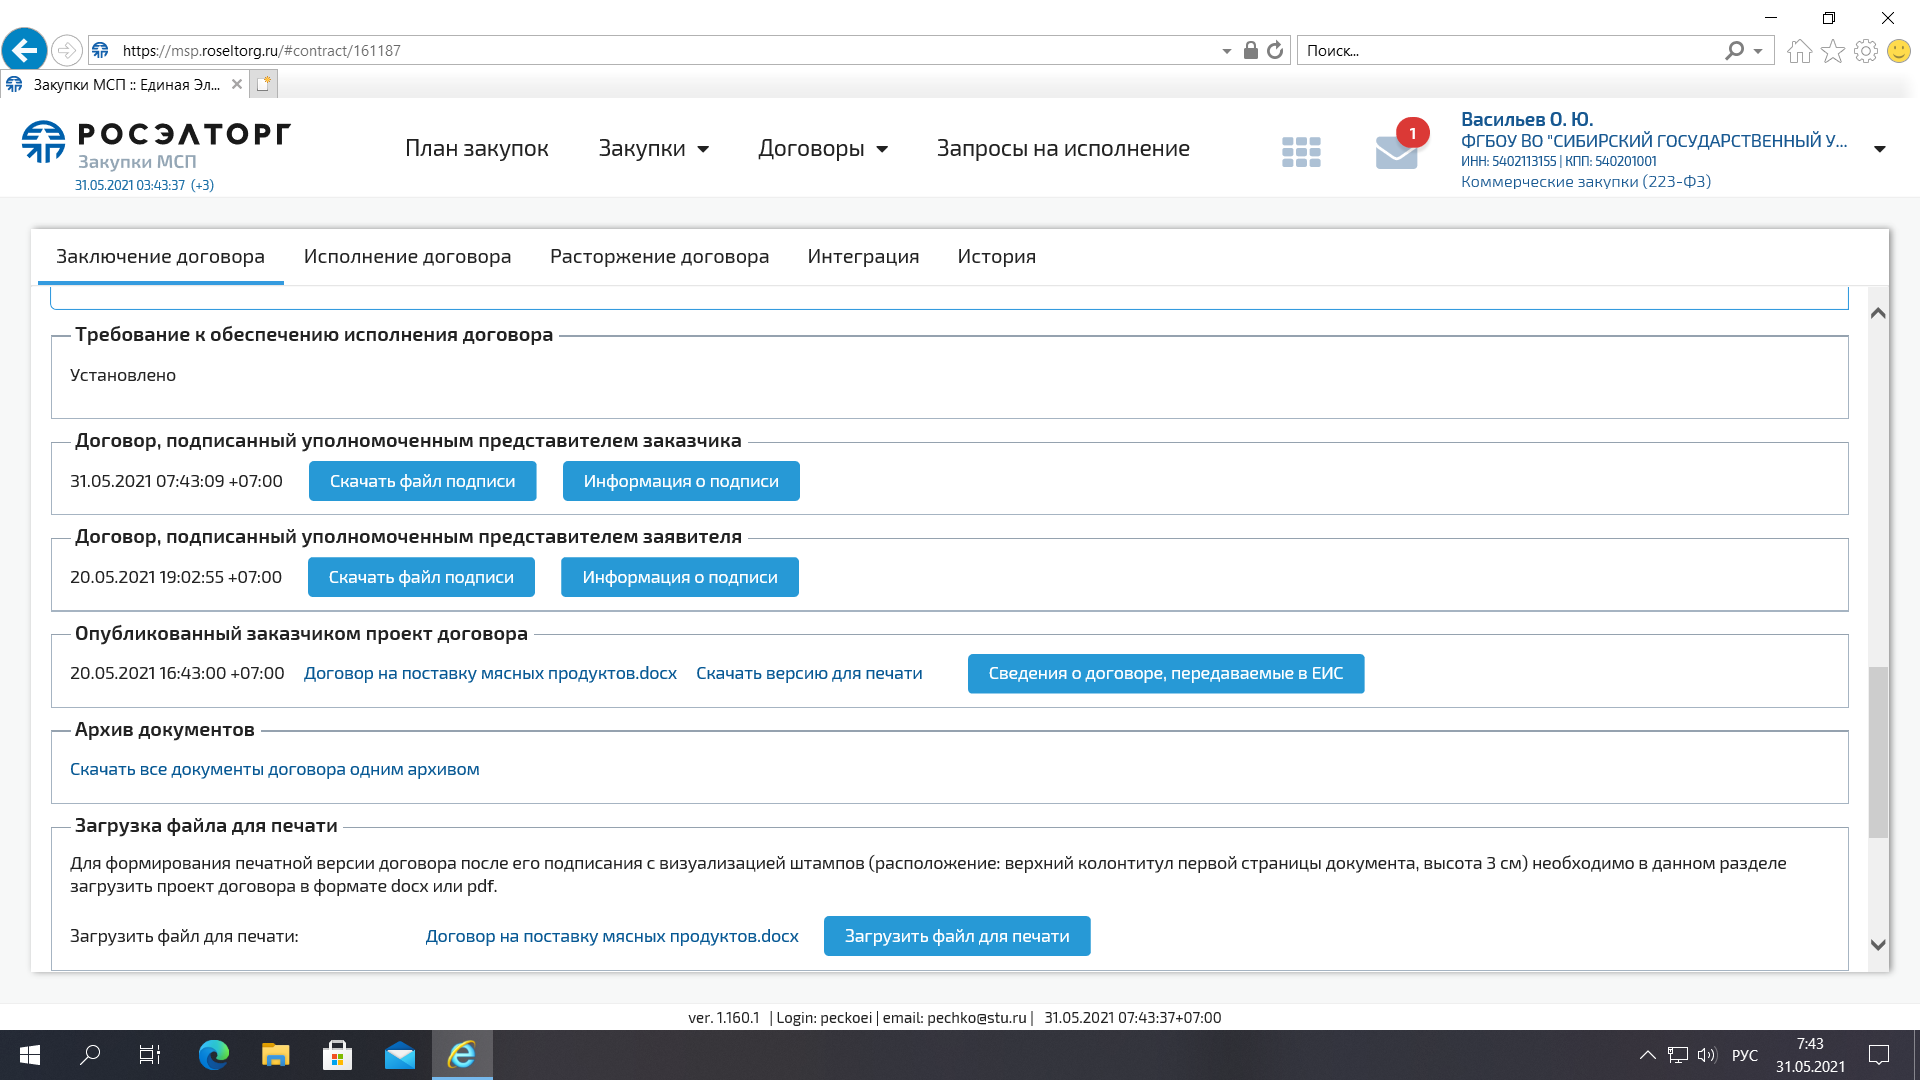 https://msp.roseltorg.ru/#contract/161187
Поиск...
Закупки МСП :: Единая Эл...
РОСЭЛТОРГ
Закупки МСП
31.05.2021 03:43:37 (+3)
План закупок
Закупки
Договоры
Запросы на исполнение
1
Васильев О. Ю.
ФГБОУ ВО "СИБИРСКИЙ ГОСУДАРСТВЕННЫЙ У...
ИНН: 5402113155 | КПП: 540201001
Коммерческие закупки (223-ФЗ)
Заключение договора
Исполнение договора
Расторжение договора
Интеграция
История
Требование к обеспечению исполнения договора
Установлено
Договор, подписанный уполномоченным представителем заказчика
31.05.2021 07:43:09 +07:00 Скачать файл подписи Информация о подписи
Договор, подписанный уполномоченным представителем заявителя
20.05.2021 19:02:55 +07:00 Скачать файл подписи Информация о подписи
Опубликованный заказчиком проект договора
20.05.2021 16:43:00 +07:00 Договор на поставку мясных продуктов.docx Скачать версию для печати Сведения о договоре, передаваемые в ЕИС
Архив документов
Скачать все документы договора одним архивом
Загрузка файла для печати
Для формирования печатной версии договора после его подписания с визуализацией штампов (расположение: верхний колонтитул первой страницы документа, высота 3 см) необходимо в данном разделе
загрузить проект договора в формате docx или pdf.
Загрузить файл для печати: Договор на поставку мясных продуктов.docx Загрузить файл для печати
ver. 1.160.1 | Login: peckoei | email: pechko@stu.ru | 31.05.2021 07:43:37+07:00
РУС
7:43
31.05.2021